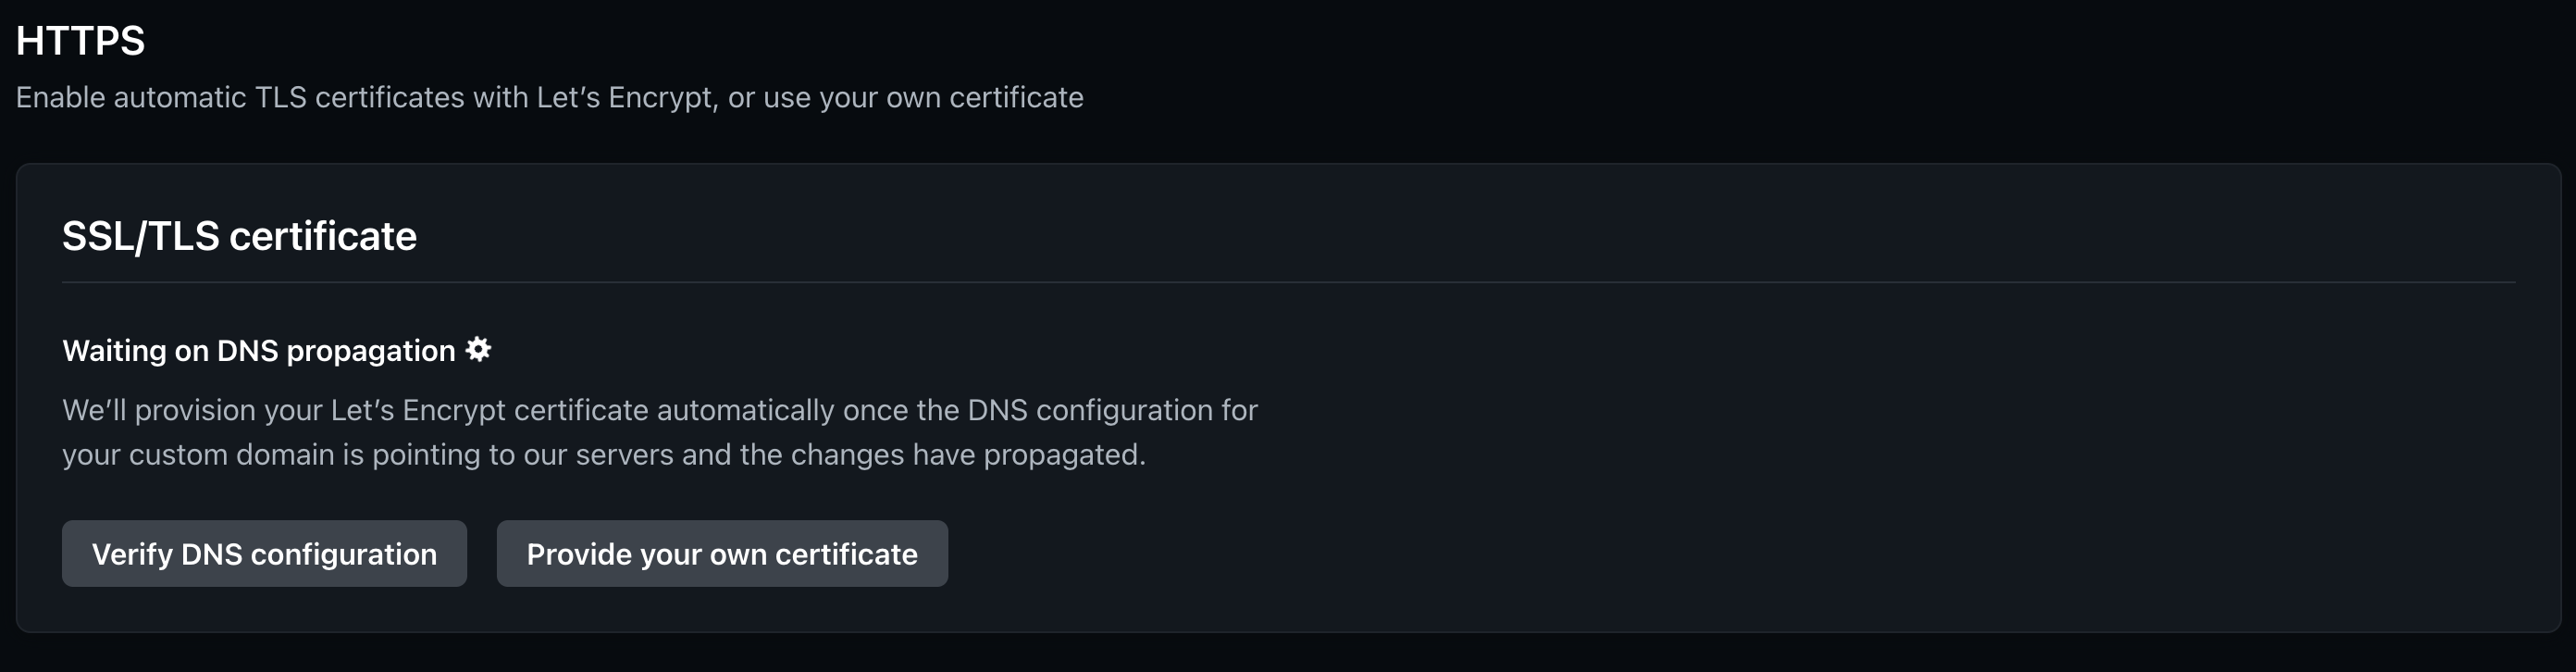 HTTPS
Enable automatic TLS certificates with Let’s Encrypt, or use your own certificate
SSL/TLS certificate
Waiting on DNS propagation
We’ll provision your Let’s Encrypt certificate automatically once the DNS configuration for
your custom domain is pointing to our servers and the changes have propagated.
Verify DNS configuration
Provide your own certificate